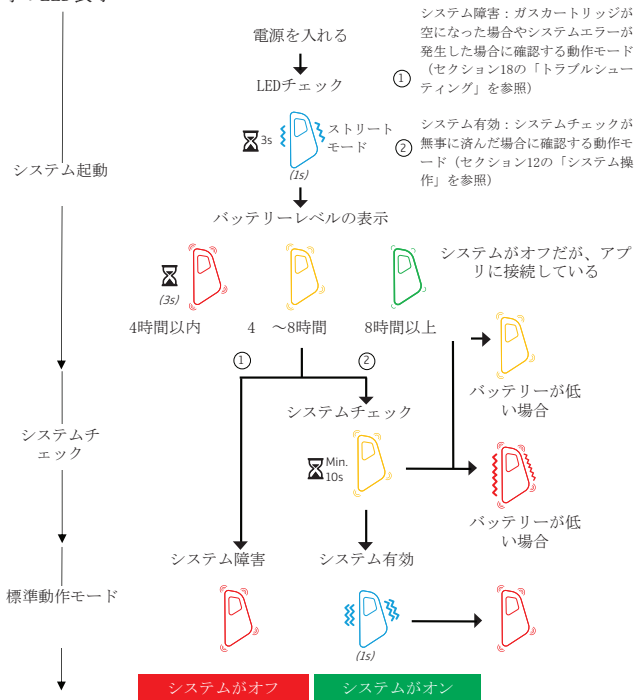 電源を入れる
LEDチェック
3s
ストリート
モード
(1s)
システム障害：ガスカートリッジが
空になった場合やシステムエラーが
発生した場合に確認する動作モード
（セクション18の「トラブルシュー
ティング」を参照）
①
システム有効：システムチェックが
無事に済んだ場合に確認する動作モ
ード（セクション12の「システム操
作」を参照）
②
システム起動
バッテリーレベルの表示
(3s)
4時間以内
4 ～8時間
8時間以上
システムがオフだが、アプ
リに接続している
①
②
バッテリーが低
い場合
システムチ
ェック
システムチェック
Min.
10s
バッテリーが低
い場合
標準動作モード
システム障害
システム有効
(1s)
システムがオフ
システムがオン